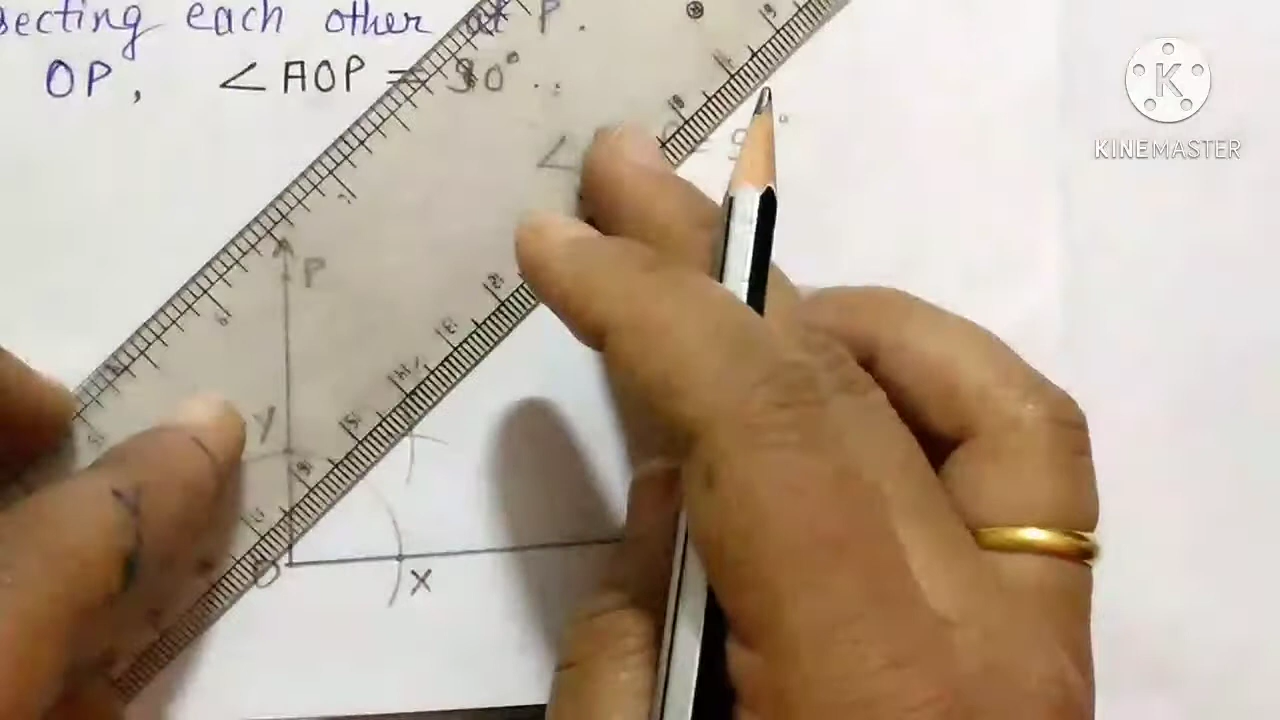 secting each other at P.
OP, ∠AOP = 90°..
∠
P
Y
O
X
K
KINEMASTER